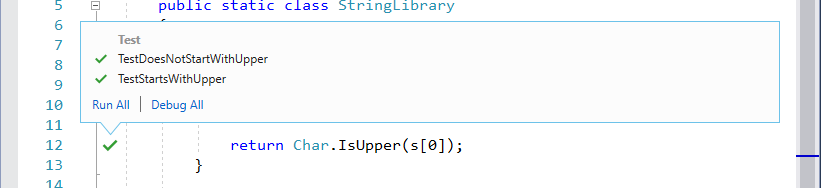 5 public static class StringLibrary
6
Test
7 TestDoesNotStartWithUpper
8 TestStartsWithUpper
9
10 Run All Debug All
11
12 return Char.IsUpper(s[0]);
13 }
14